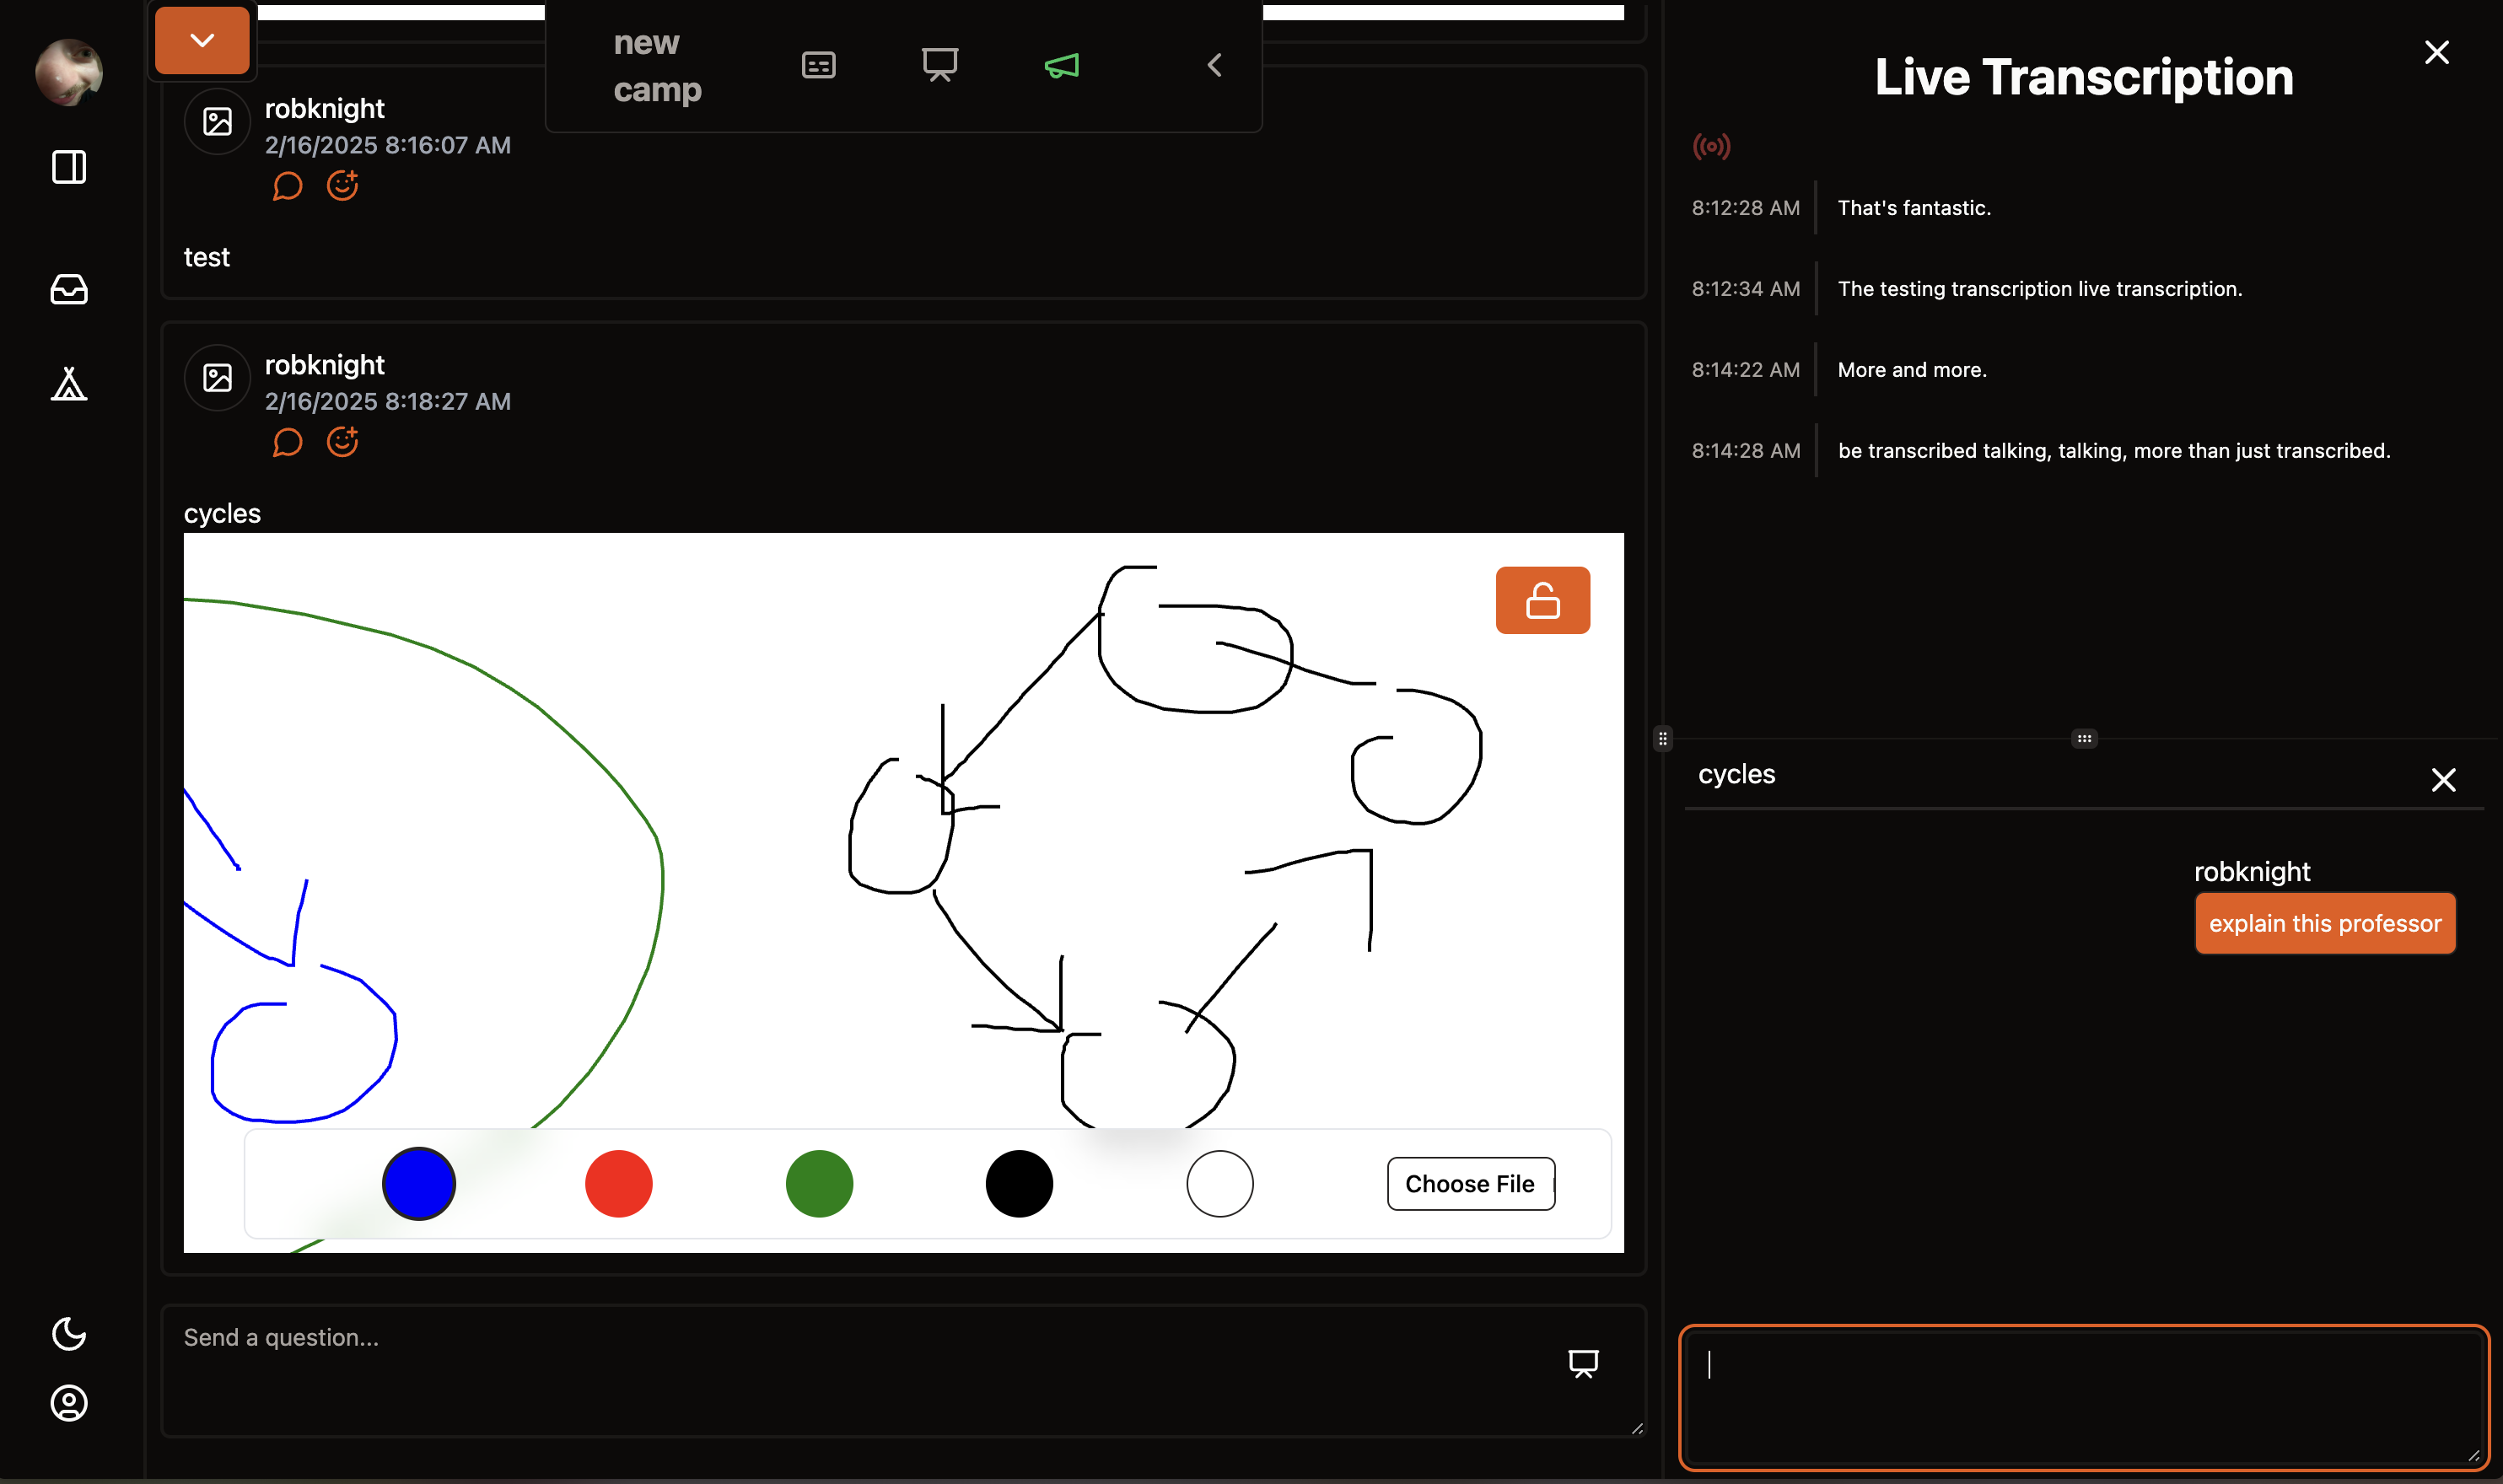 new
camp
robknight
2/16/2025 8:16:07 AM
test
robknight
2/16/2025 8:18:27 AM
cycles
Choose File
Send a question...
Live Transcription
8:12:28 AM That's fantastic.
8:12:34 AM The testing transcription live transcription.
8:14:22 AM More and more.
8:14:28 AM be transcribed talking, talking, more than just transcribed.
cycles
robknight
explain this professor